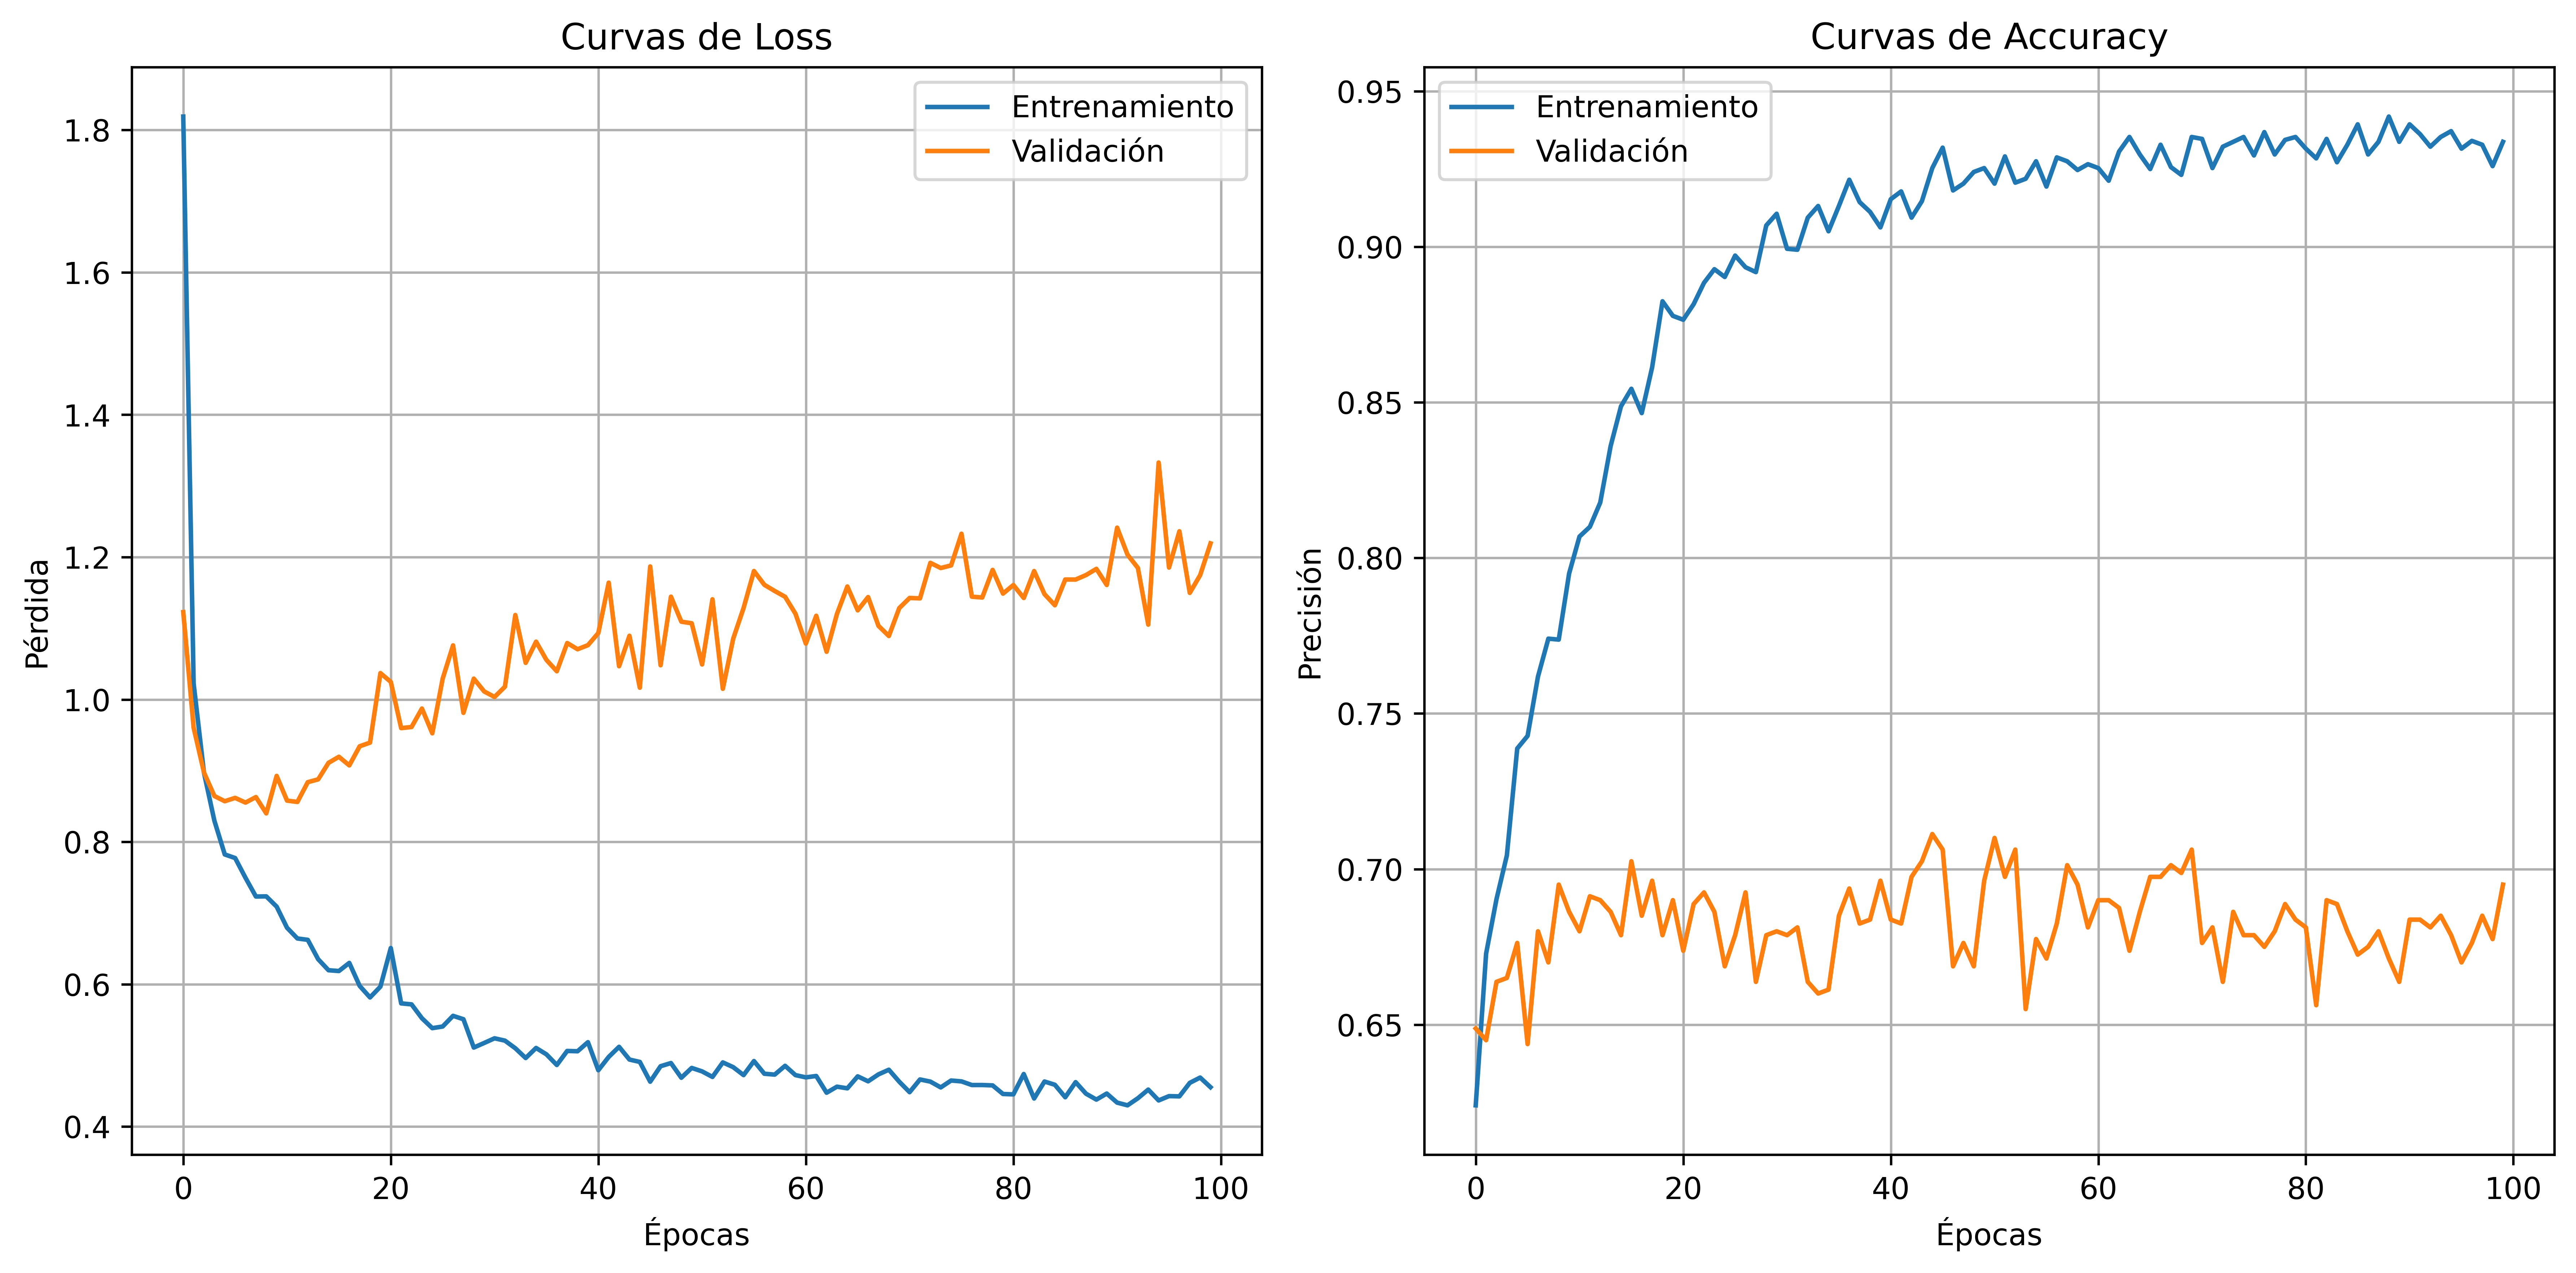 Curvas de Loss
Pérdida
1.8
1.6
1.4
1.2
1.0
0.8
0.6
0.4
0 20 40 60 80 100
Épocas
Entrenamiento
Validación
Curvas de Accuracy
Precisión
0.95
0.90
0.85
0.80
0.75
0.70
0.65
0 20 40 60 80 100
Épocas
Entrenamiento
Validación